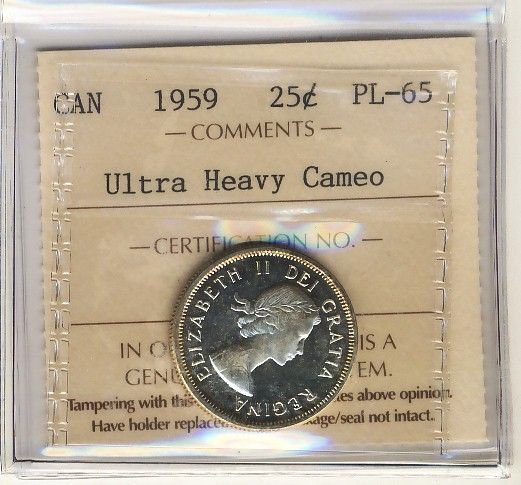 CAN 1959 25¢ PL-65
— COMMENTS —
Ultra Heavy Cameo
— CERTIFICATION NO. —
ELIZABETH II DEI GRATIA REGINA
IN IS A
EM.
Tampering with this above opinion.
Have holder seal not intact.